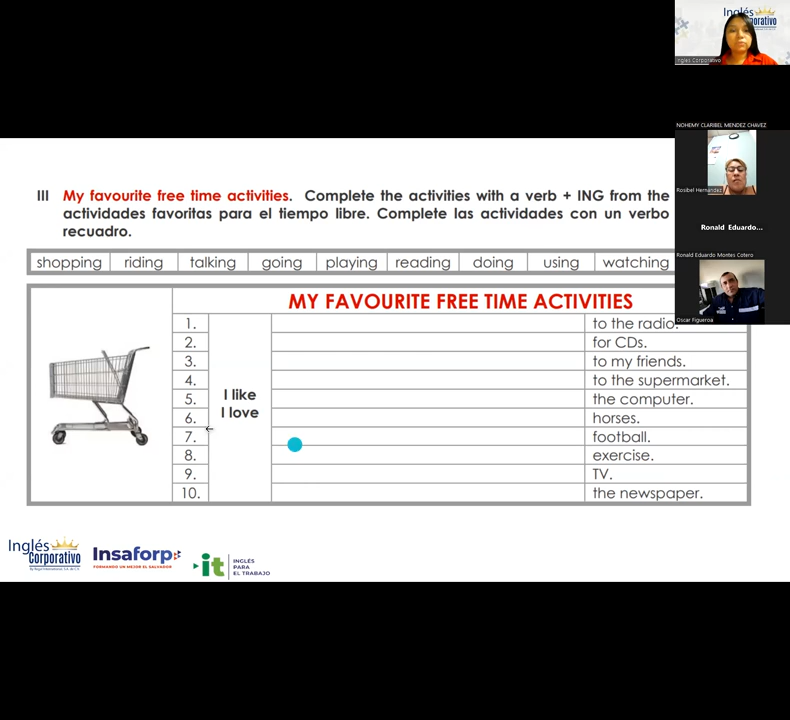 Inglés
Corporativo
Inglés Corporativo
NOHEMY CLARIBEL MENDEZ CHAVEZ
Rosibel Hernandez
Ronald Eduardo...
Ronald Eduardo Montes Cotero
Oscar Figueroa
III My favourite free time activities. Complete the activities with a verb + ING from the
actividades favoritas para el tiempo libre. Complete las actividades con un verbo
recuadro.
shopping riding talking going playing reading doing using watching
MY FAVOURITE FREE TIME ACTIVITIES
I like
I love
1. to the radio.
2. for CDs.
3. to my friends.
4. to the supermarket.
5. the computer.
6. horses.
7. football.
8. exercise.
9. TV.
10. the newspaper.
Inglés
Corporativo
Insaforp
FORMANDO UN MEJOR EL SALVADOR
it
INGLÉS
PARA
EL TRABAJO